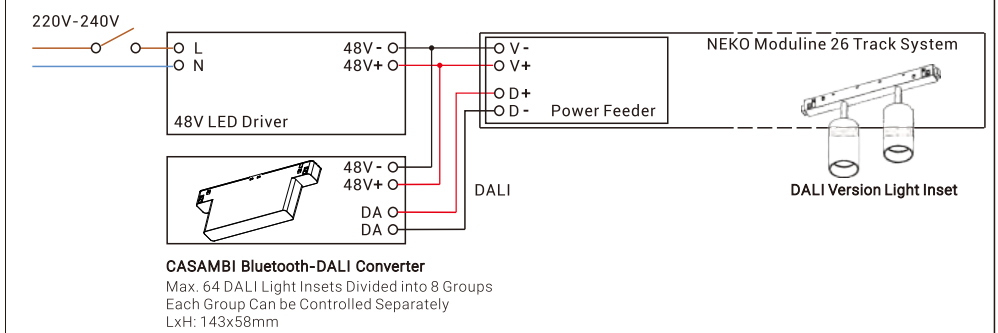 220V-240V
L
N
48V-
48V+
48V LED Driver
V-
V+
D+
D-
Power Feeder
NEKO Moduline 26 Track System
DALI Version Light Inset
48V-
48V+
DA
DA
DALI
CASAMBI Bluetooth-DALI Converter
Max. 64 DALI Light Insets Divided into 8 Groups
Each Group Can be Controlled Separately
LxH: 143x58mm